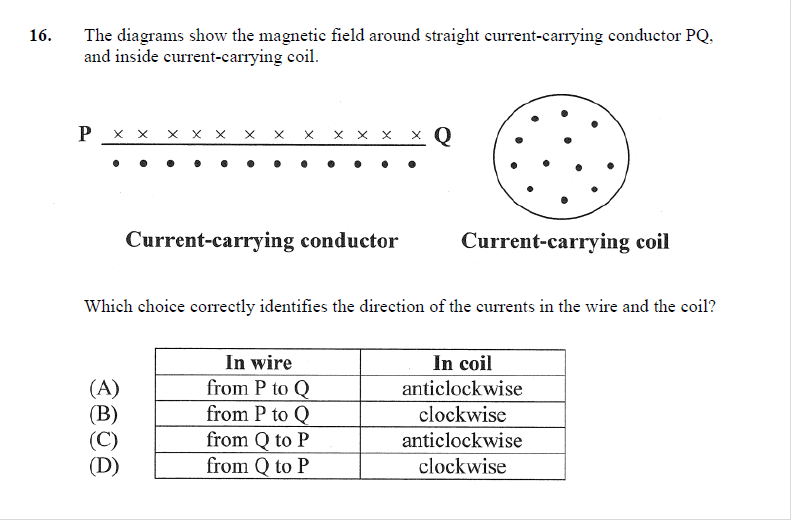 16. The diagrams show the magnetic field around straight current-carrying conductor PQ,
and inside current-carrying coil.
P × × × × × × × × × × × × Q
Current-carrying conductor Current-carrying coil
Which choice correctly identifies the direction of the currents in the wire and the coil?
In wire In coil
(A) from P to Q anticlockwise
(B) from P to Q clockwise
(C) from Q to P anticlockwise
(D) from Q to P clockwise